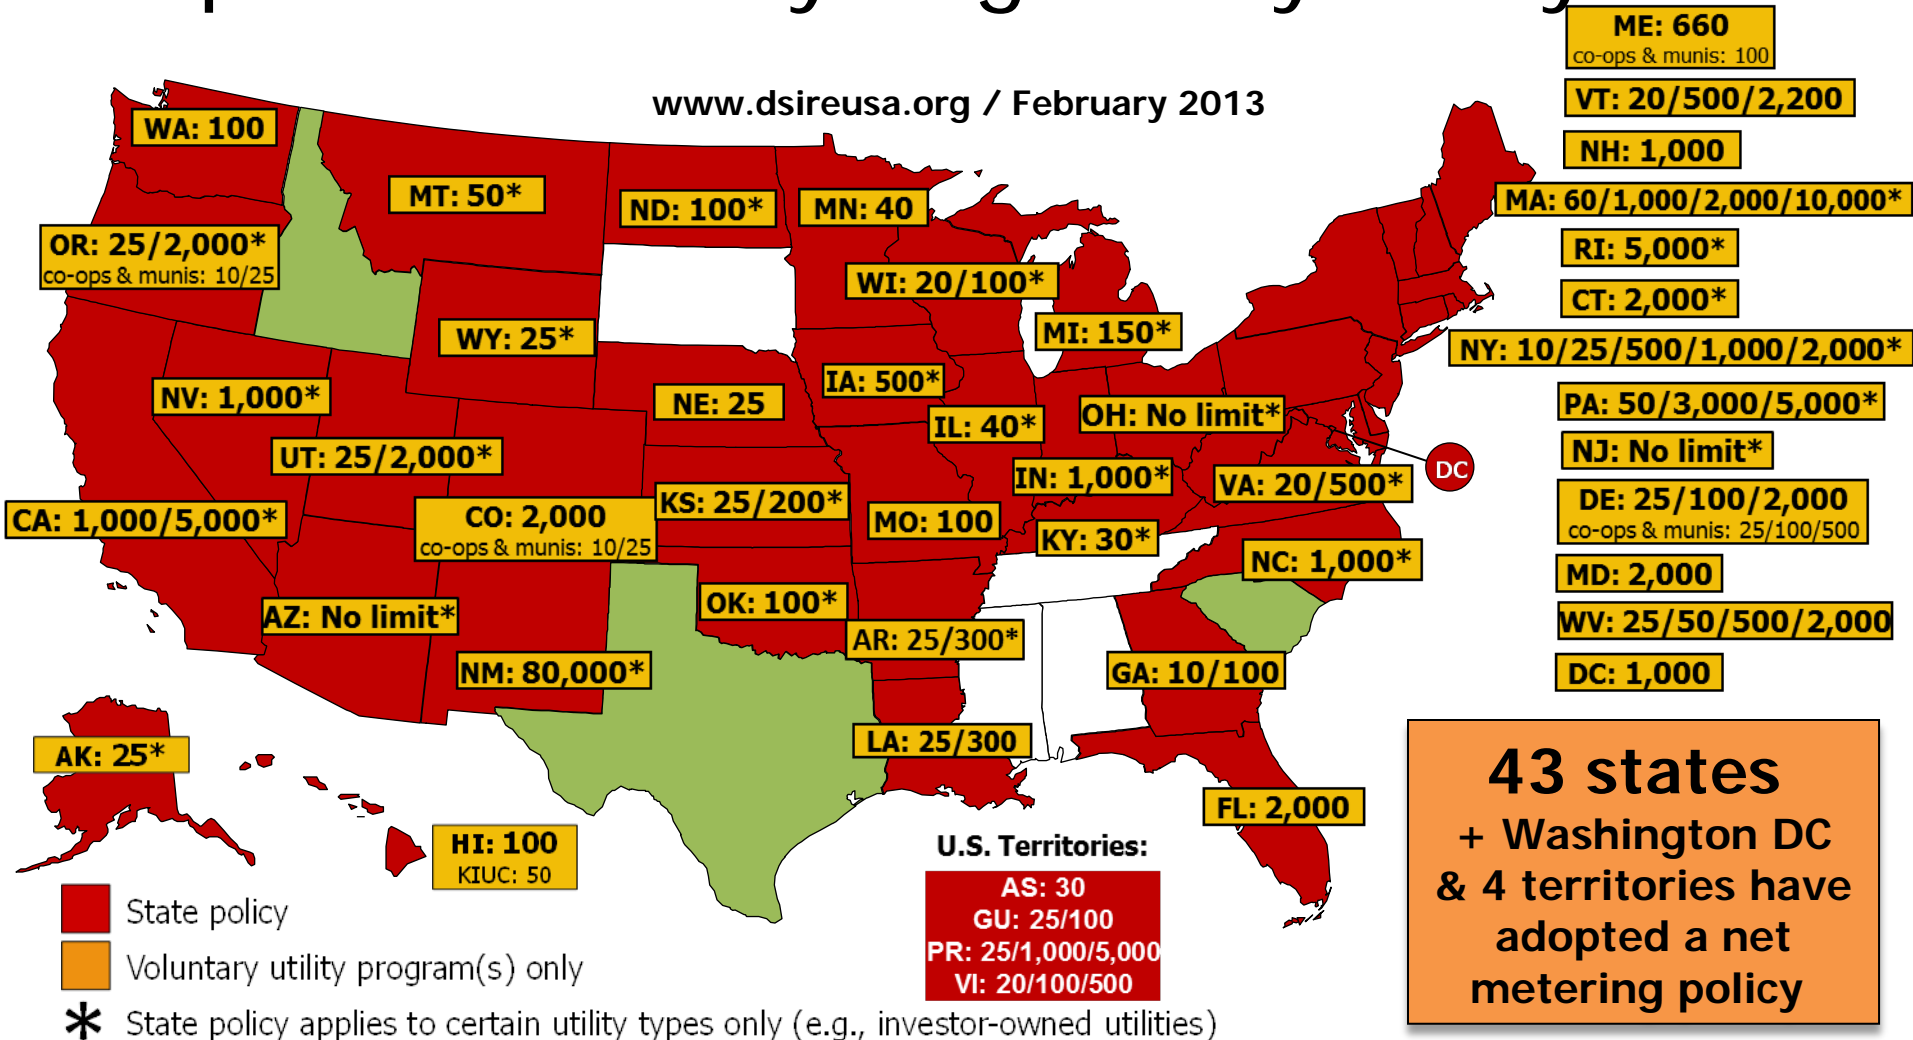 www.dsireusa.org / February 2013
ME: 660
co-ops & munis: 100
VT: 20/500/2,200
NH: 1,000
MA: 60/1,000/2,000/10,000*
RI: 5,000*
CT: 2,000*
NY: 10/25/500/1,000/2,000*
PA: 50/3,000/5,000*
NJ: No limit*
DE: 25/100/2,000
co-ops & munis: 25/100/500
MD: 2,000
WV: 25/50/500/2,000
DC: 1,000
WA: 100
MT: 50*
ND: 100*
MN: 40
OR: 25/2,000*
co-ops & munis: 10/25
WI: 20/100*
WY: 25*
MI: 150*
NV: 1,000*
NE: 25
IA: 500*
IL: 40*
OH: No limit*
UT: 25/2,000*
IN: 1,000*
VA: 20/500*
DC
CA: 1,000/5,000*
CO: 2,000
co-ops & munis: 10/25
KS: 25/200*
MO: 100
KY: 30*
NC: 1,000*
AZ: No limit*
OK: 100*
AR: 25/300*
NM: 80,000*
GA: 10/100
AK: 25*
LA: 25/300
FL: 2,000
HI: 100
KIUC: 50
U.S. Territories:
AS: 30
GU: 25/100
PR: 25/1,000/5,000
VI: 20/100/500
43 states
+ Washington DC
& 4 territories have
adopted a net
metering policy
State policy
Voluntary utility program(s) only
* State policy applies to certain utility types only (e.g., investor-owned utilities)